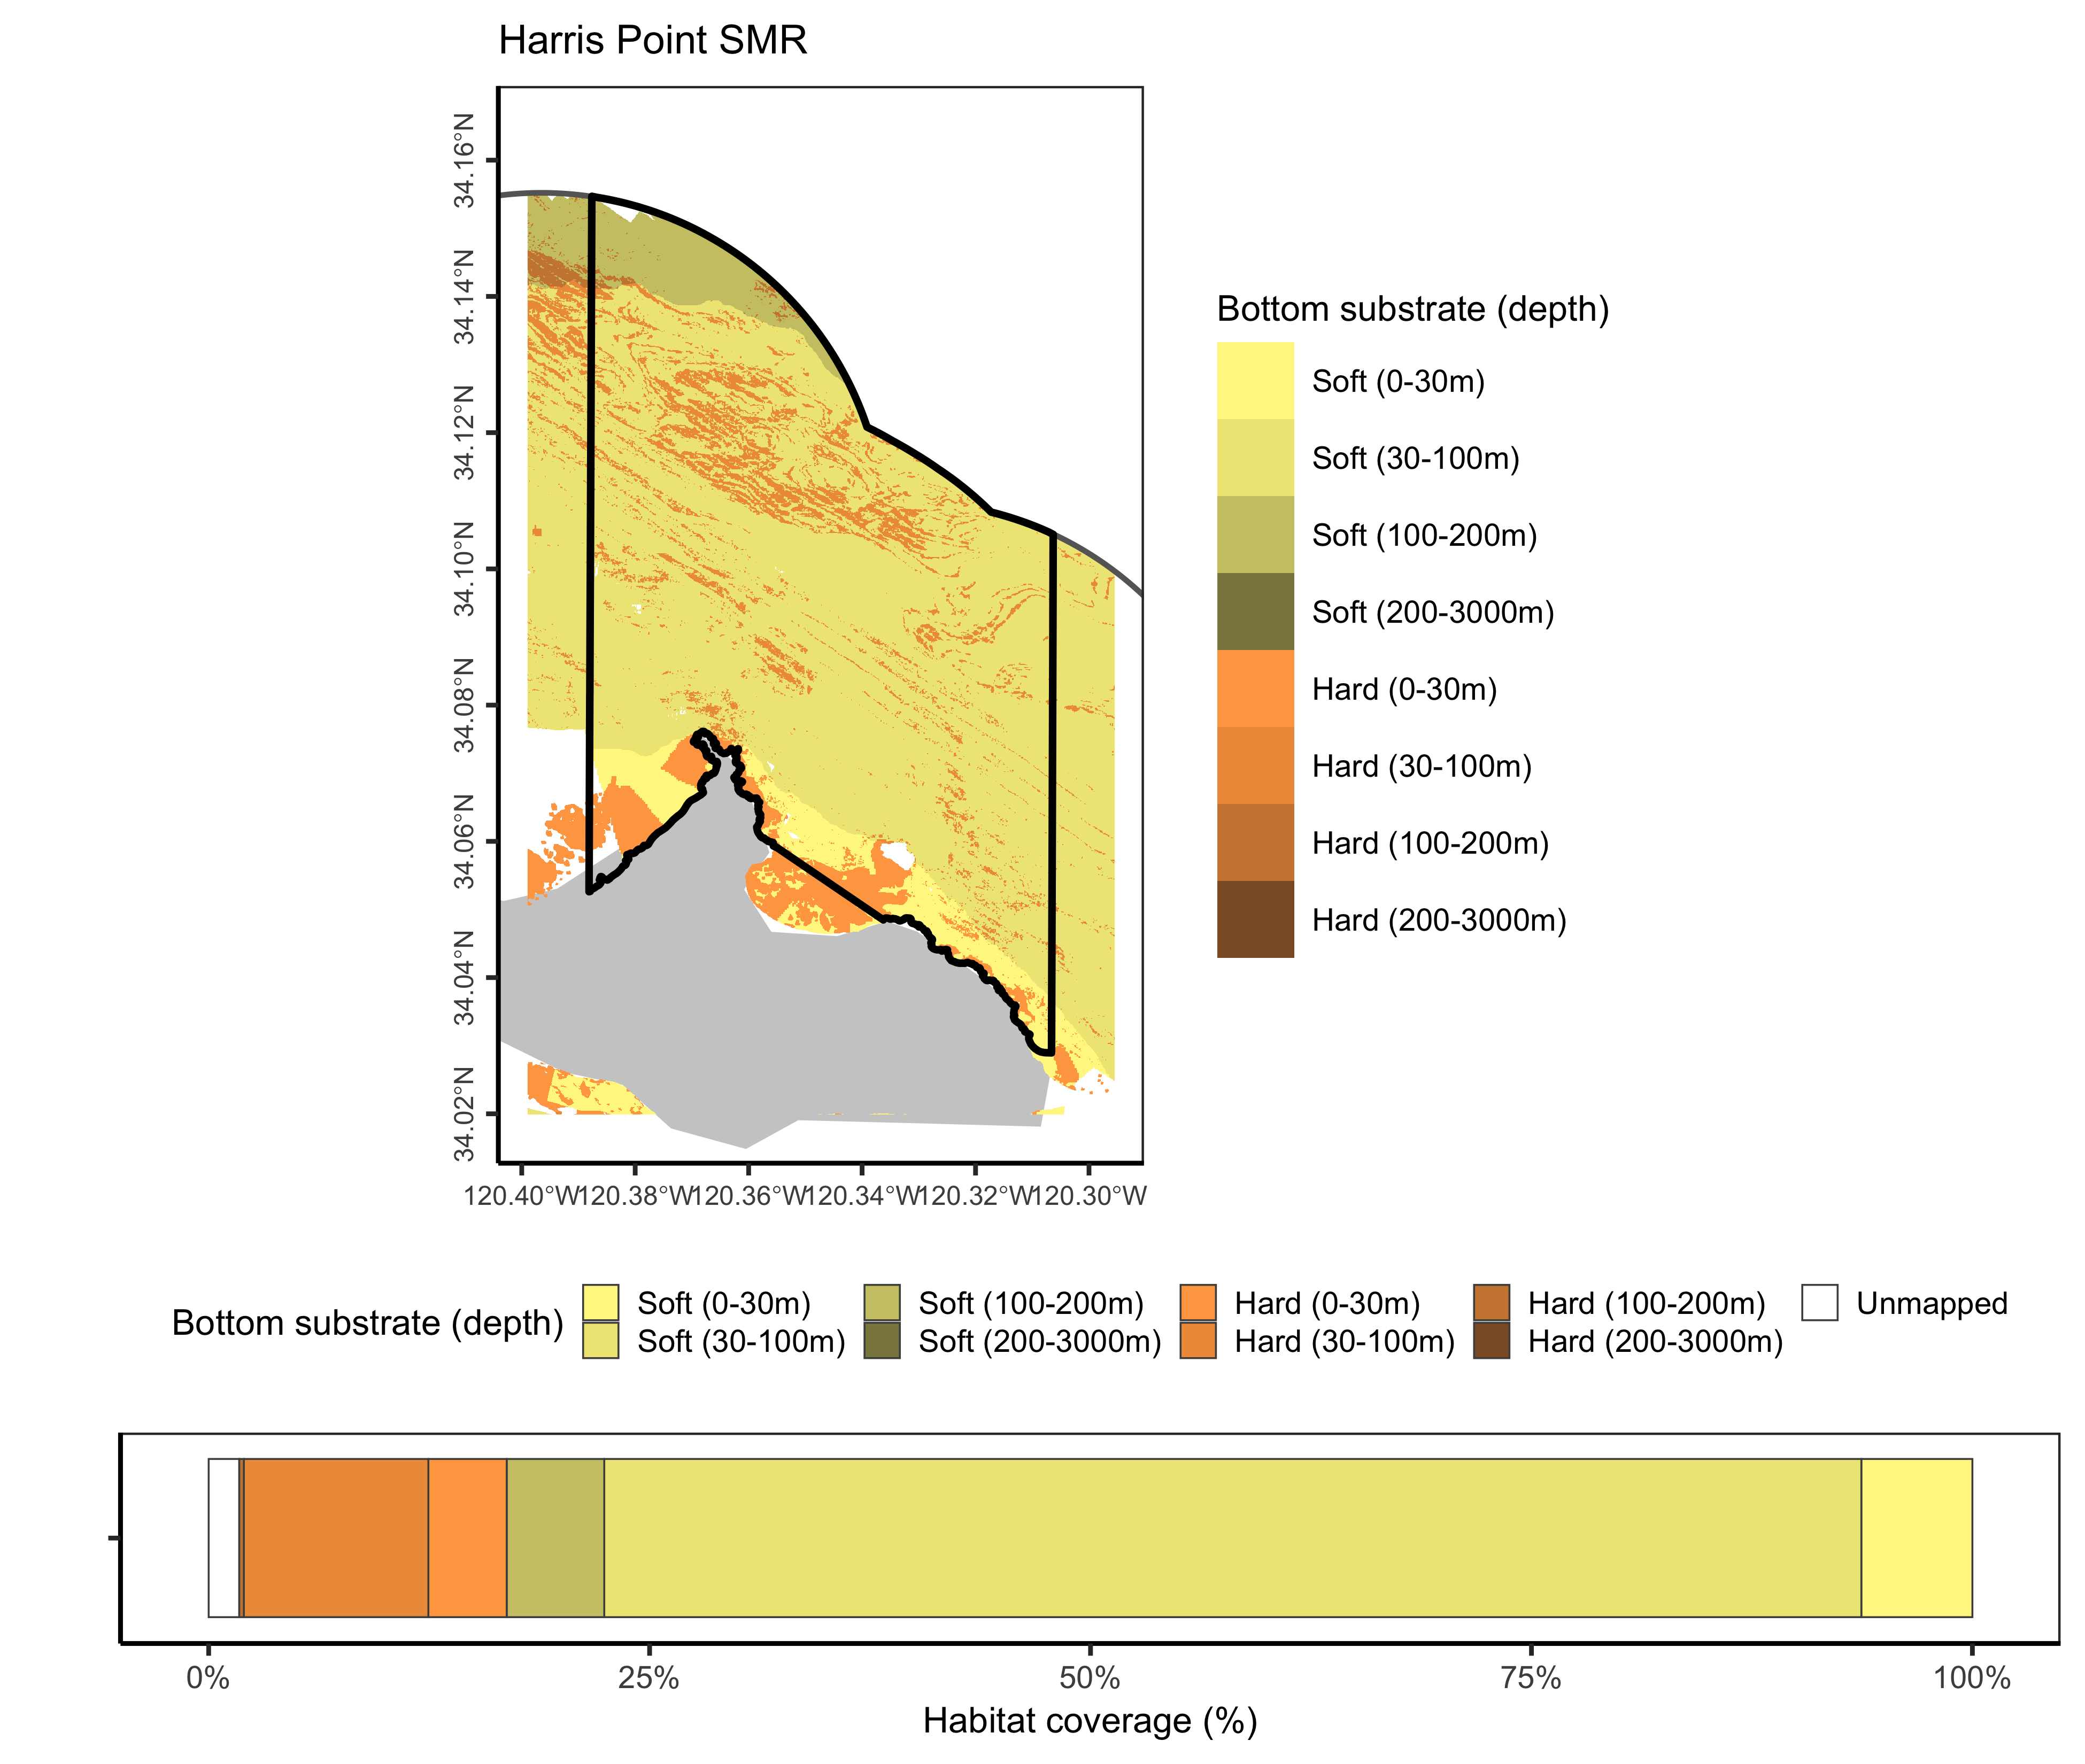 Harris Point SMR
34.16°N
34.14°N
34.12°N
34.10°N
34.08°N
34.06°N
34.04°N
34.02°N
120.40°W 120.38°W 120.36°W 120.34°W 120.32°W 120.30°W
Bottom substrate (depth)
Soft (0-30m)
Soft (30-100m)
Soft (100-200m)
Soft (200-3000m)
Hard (0-30m)
Hard (30-100m)
Hard (100-200m)
Hard (200-3000m)
Bottom substrate (depth)
Soft (0-30m) Soft (100-200m) Hard (0-30m) Hard (100-200m) Unmapped
Soft (30-100m) Soft (200-3000m) Hard (30-100m) Hard (200-3000m)
0% 25% 50% 75% 100%
Habitat coverage (%)